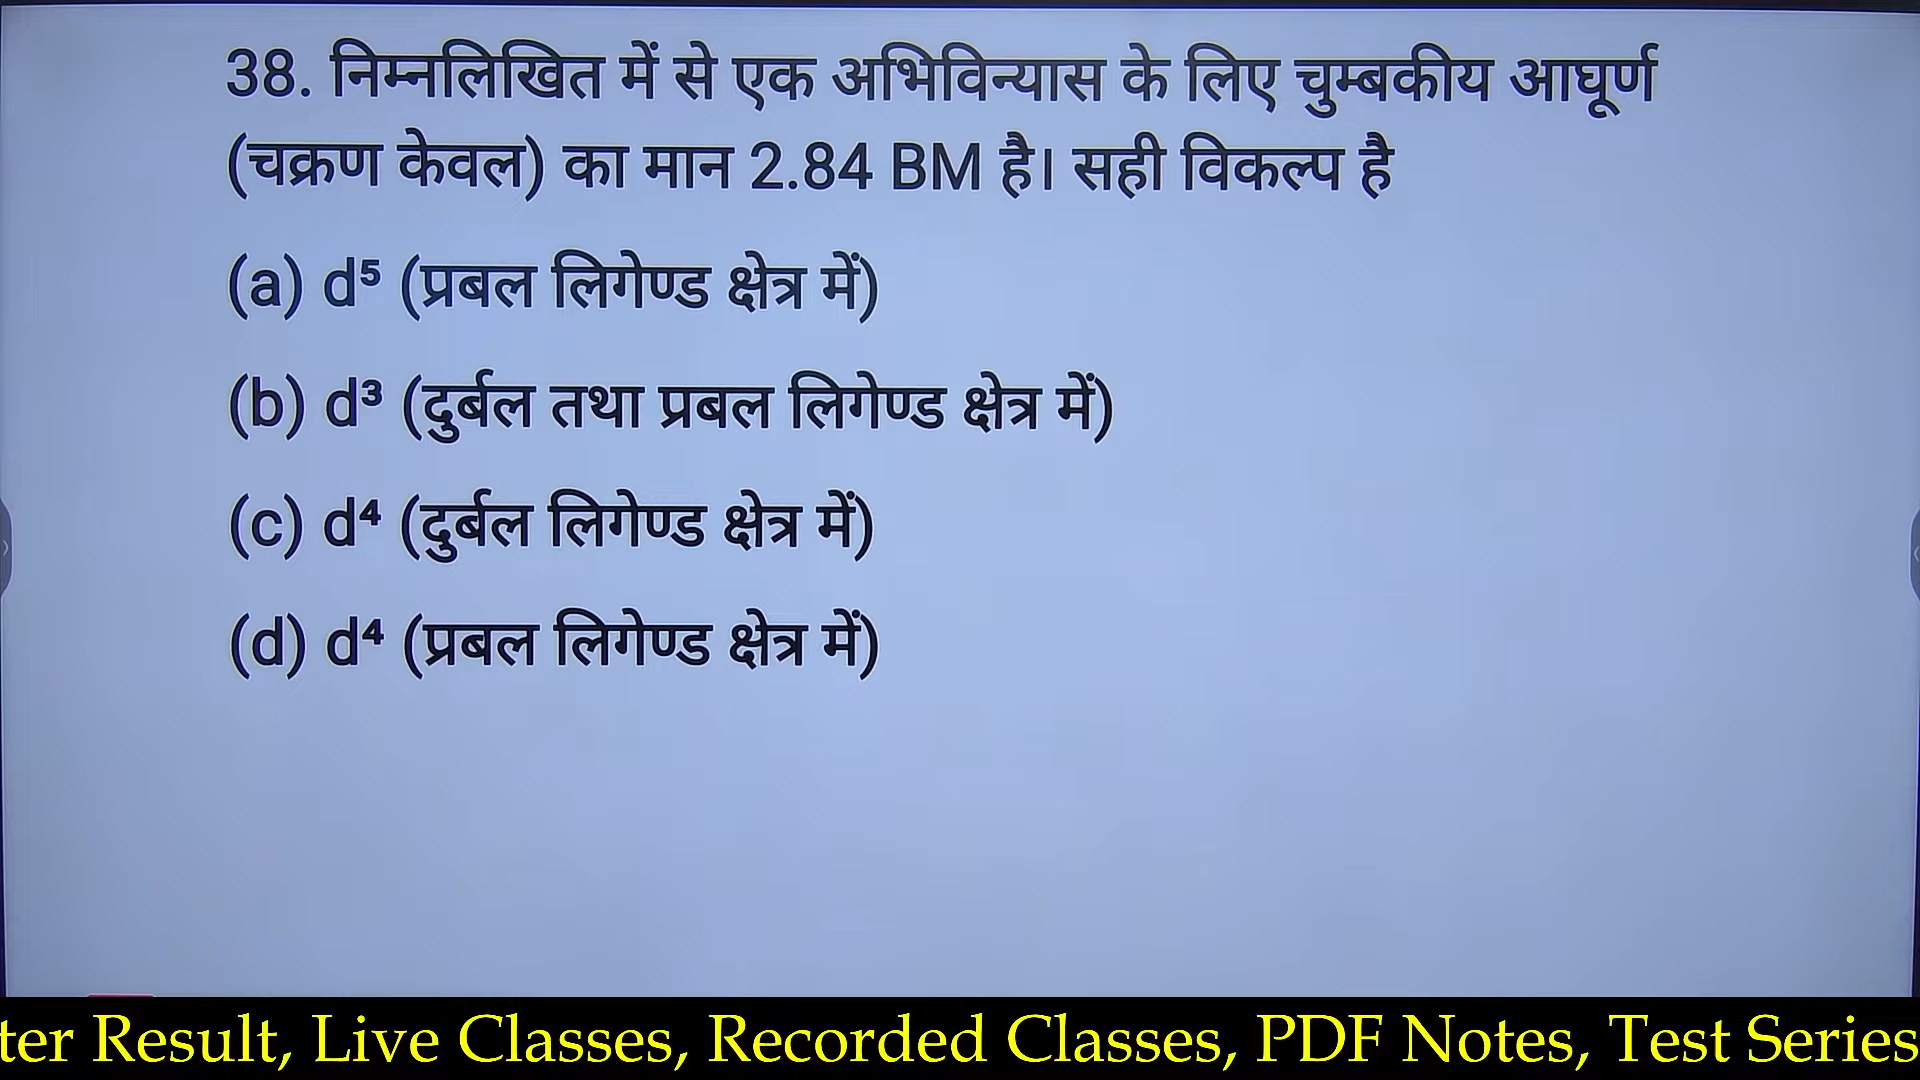 38. निम्नलिखित में से एक अभिविन्यास के लिए चुम्बकीय आघूर्ण
(चक्रण केवल) का मान 2.84 BM है। सही विकल्प है
(a) d⁵ (प्रबल लिगेण्ड क्षेत्र में)
(b) d³ (दुर्बल तथा प्रबल लिगेण्ड क्षेत्र में)
(c) d⁴ (दुर्बल लिगेण्ड क्षेत्र में)
(d) d⁴ (प्रबल लिगेण्ड क्षेत्र में)
ter Result, Live Classes, Recorded Classes, PDF Notes, Test Series